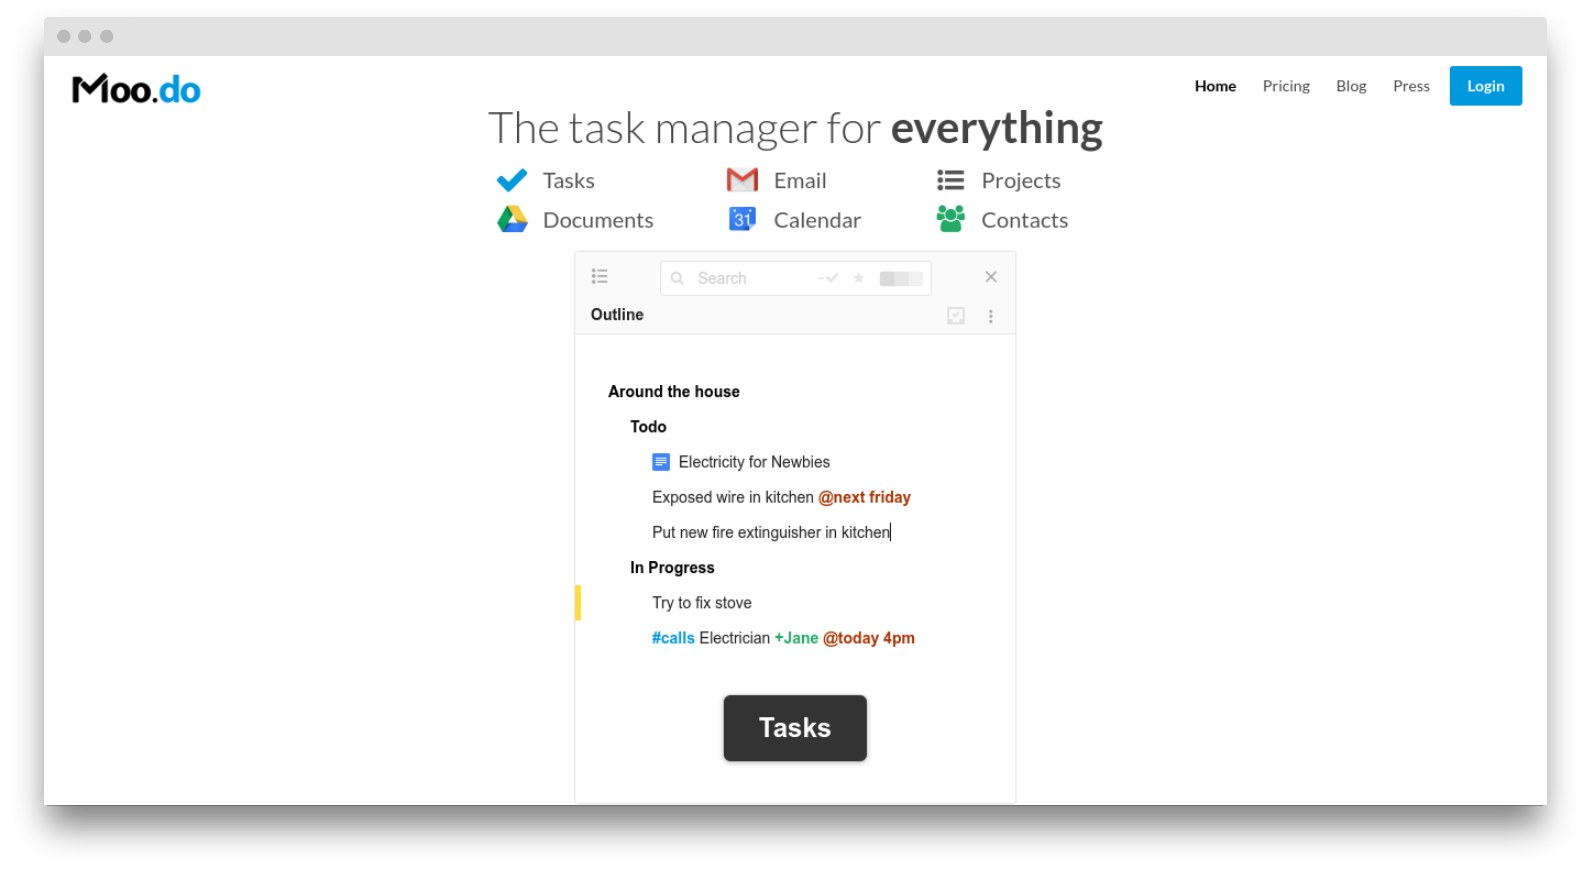 Moo.do
Home Pricing Blog Press Login
The task manager for everything
Tasks Email Projects
Documents 31 Calendar Contacts
Search
Outline
Around the house
Todo
Electricity for Newbies
Exposed wire in kitchen @next friday
Put new fire extinguisher in kitchen
In Progress
Try to fix stove
#calls Electrician +Jane @today 4pm
Tasks